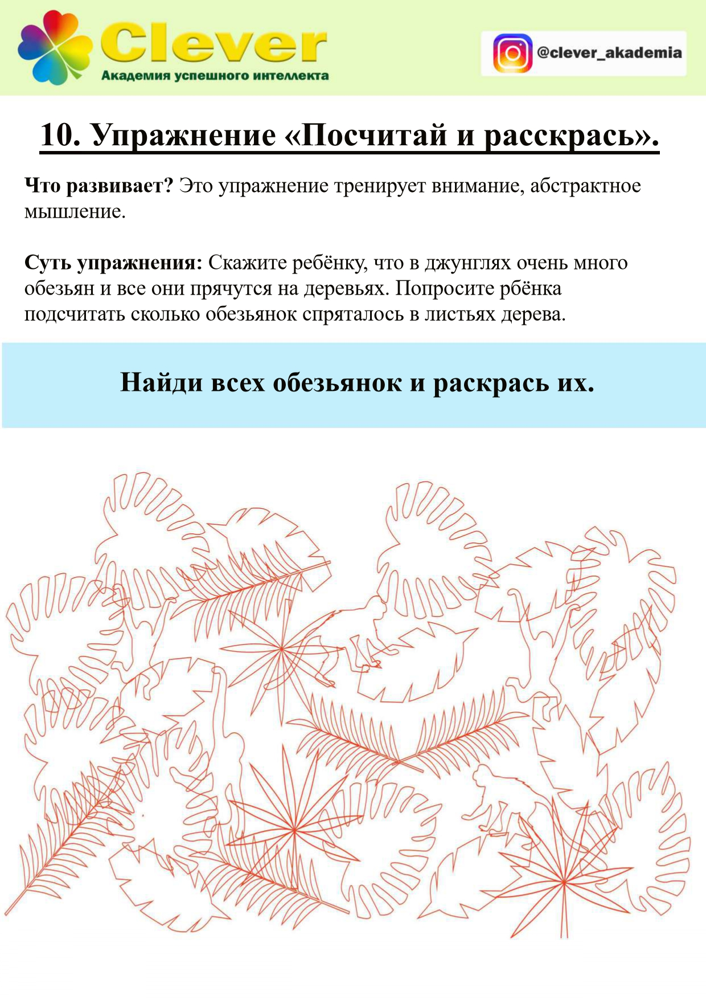 Clever
Академия успешного интеллекта
@clever_akademia
10. Упражнение «Посчитай и расскрась».
Что развивает? Это упражнение тренирует внимание, абстрактное
мышление.
Суть упражнения: Скажите ребёнку, что в джунглях очень много
обезьян и все они прячутся на деревьях. Попросите рбёнка
подсчитать сколько обезьянок спряталось в листьях дерева.
Найди всех обезьянок и раскрась их.